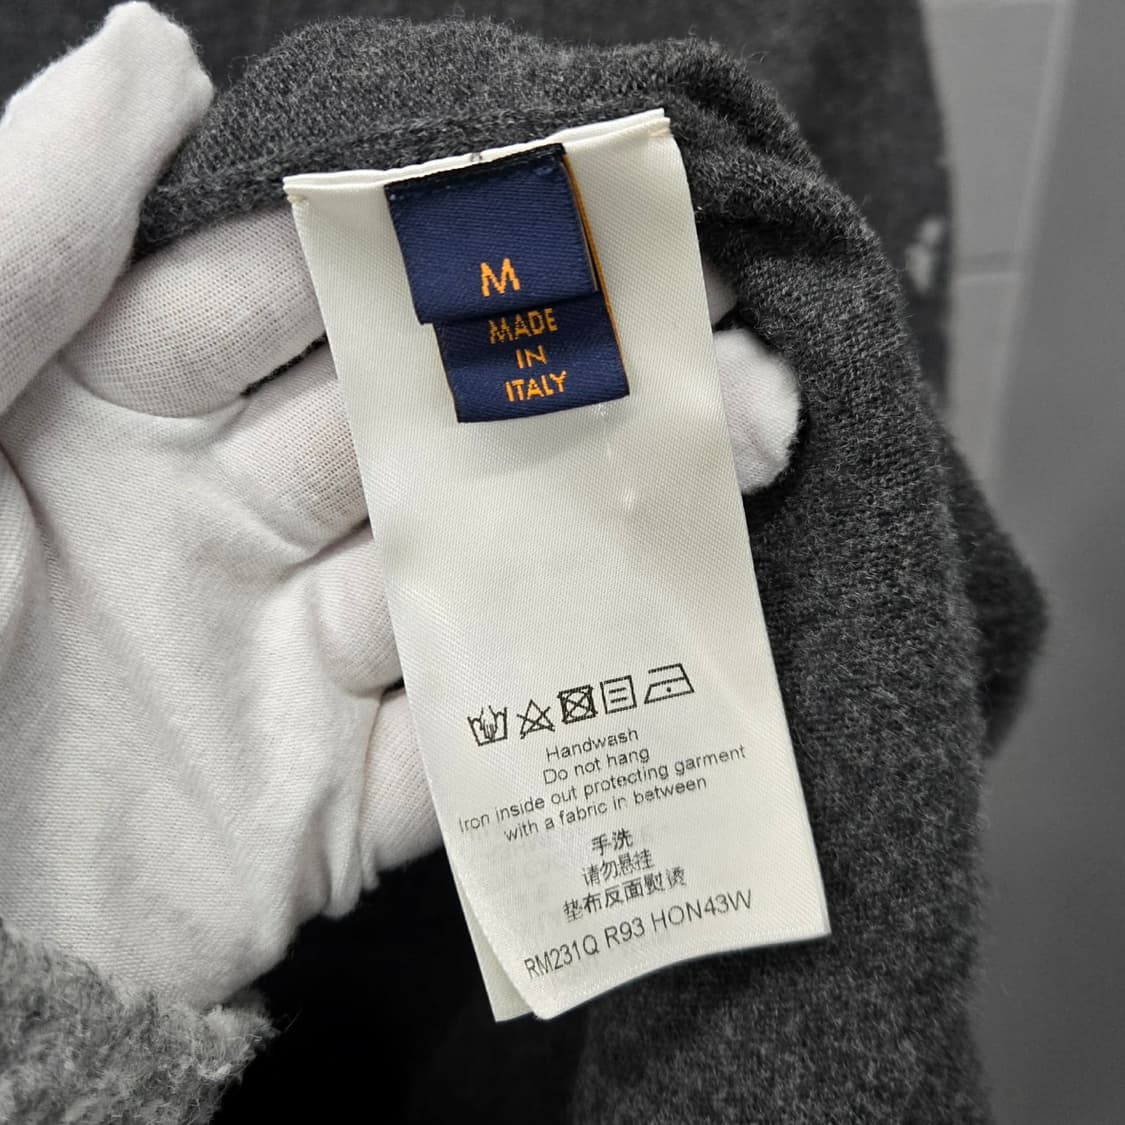 M
MADE
IN
ITALY
Handwash
Do not hang
Iron inside out protecting garment
with a fabric in between
手洗
请勿悬挂
垫布反面熨烫
RM231Q R93 HON43W